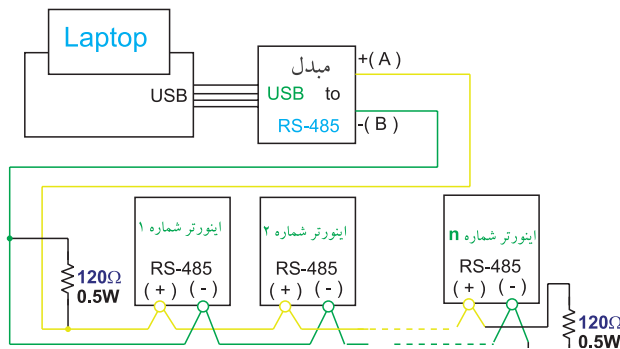 Laptop
USB
مبدل
USB to
RS-485
+( A )
-( B )
اینورتر شماره ۱
RS-485
( + ) ( - )
اینورتر شماره ۲
RS-485
( + ) ( - )
اینورتر شماره n
RS-485
( + ) ( - )
120Ω
0.5W
120Ω
0.5W